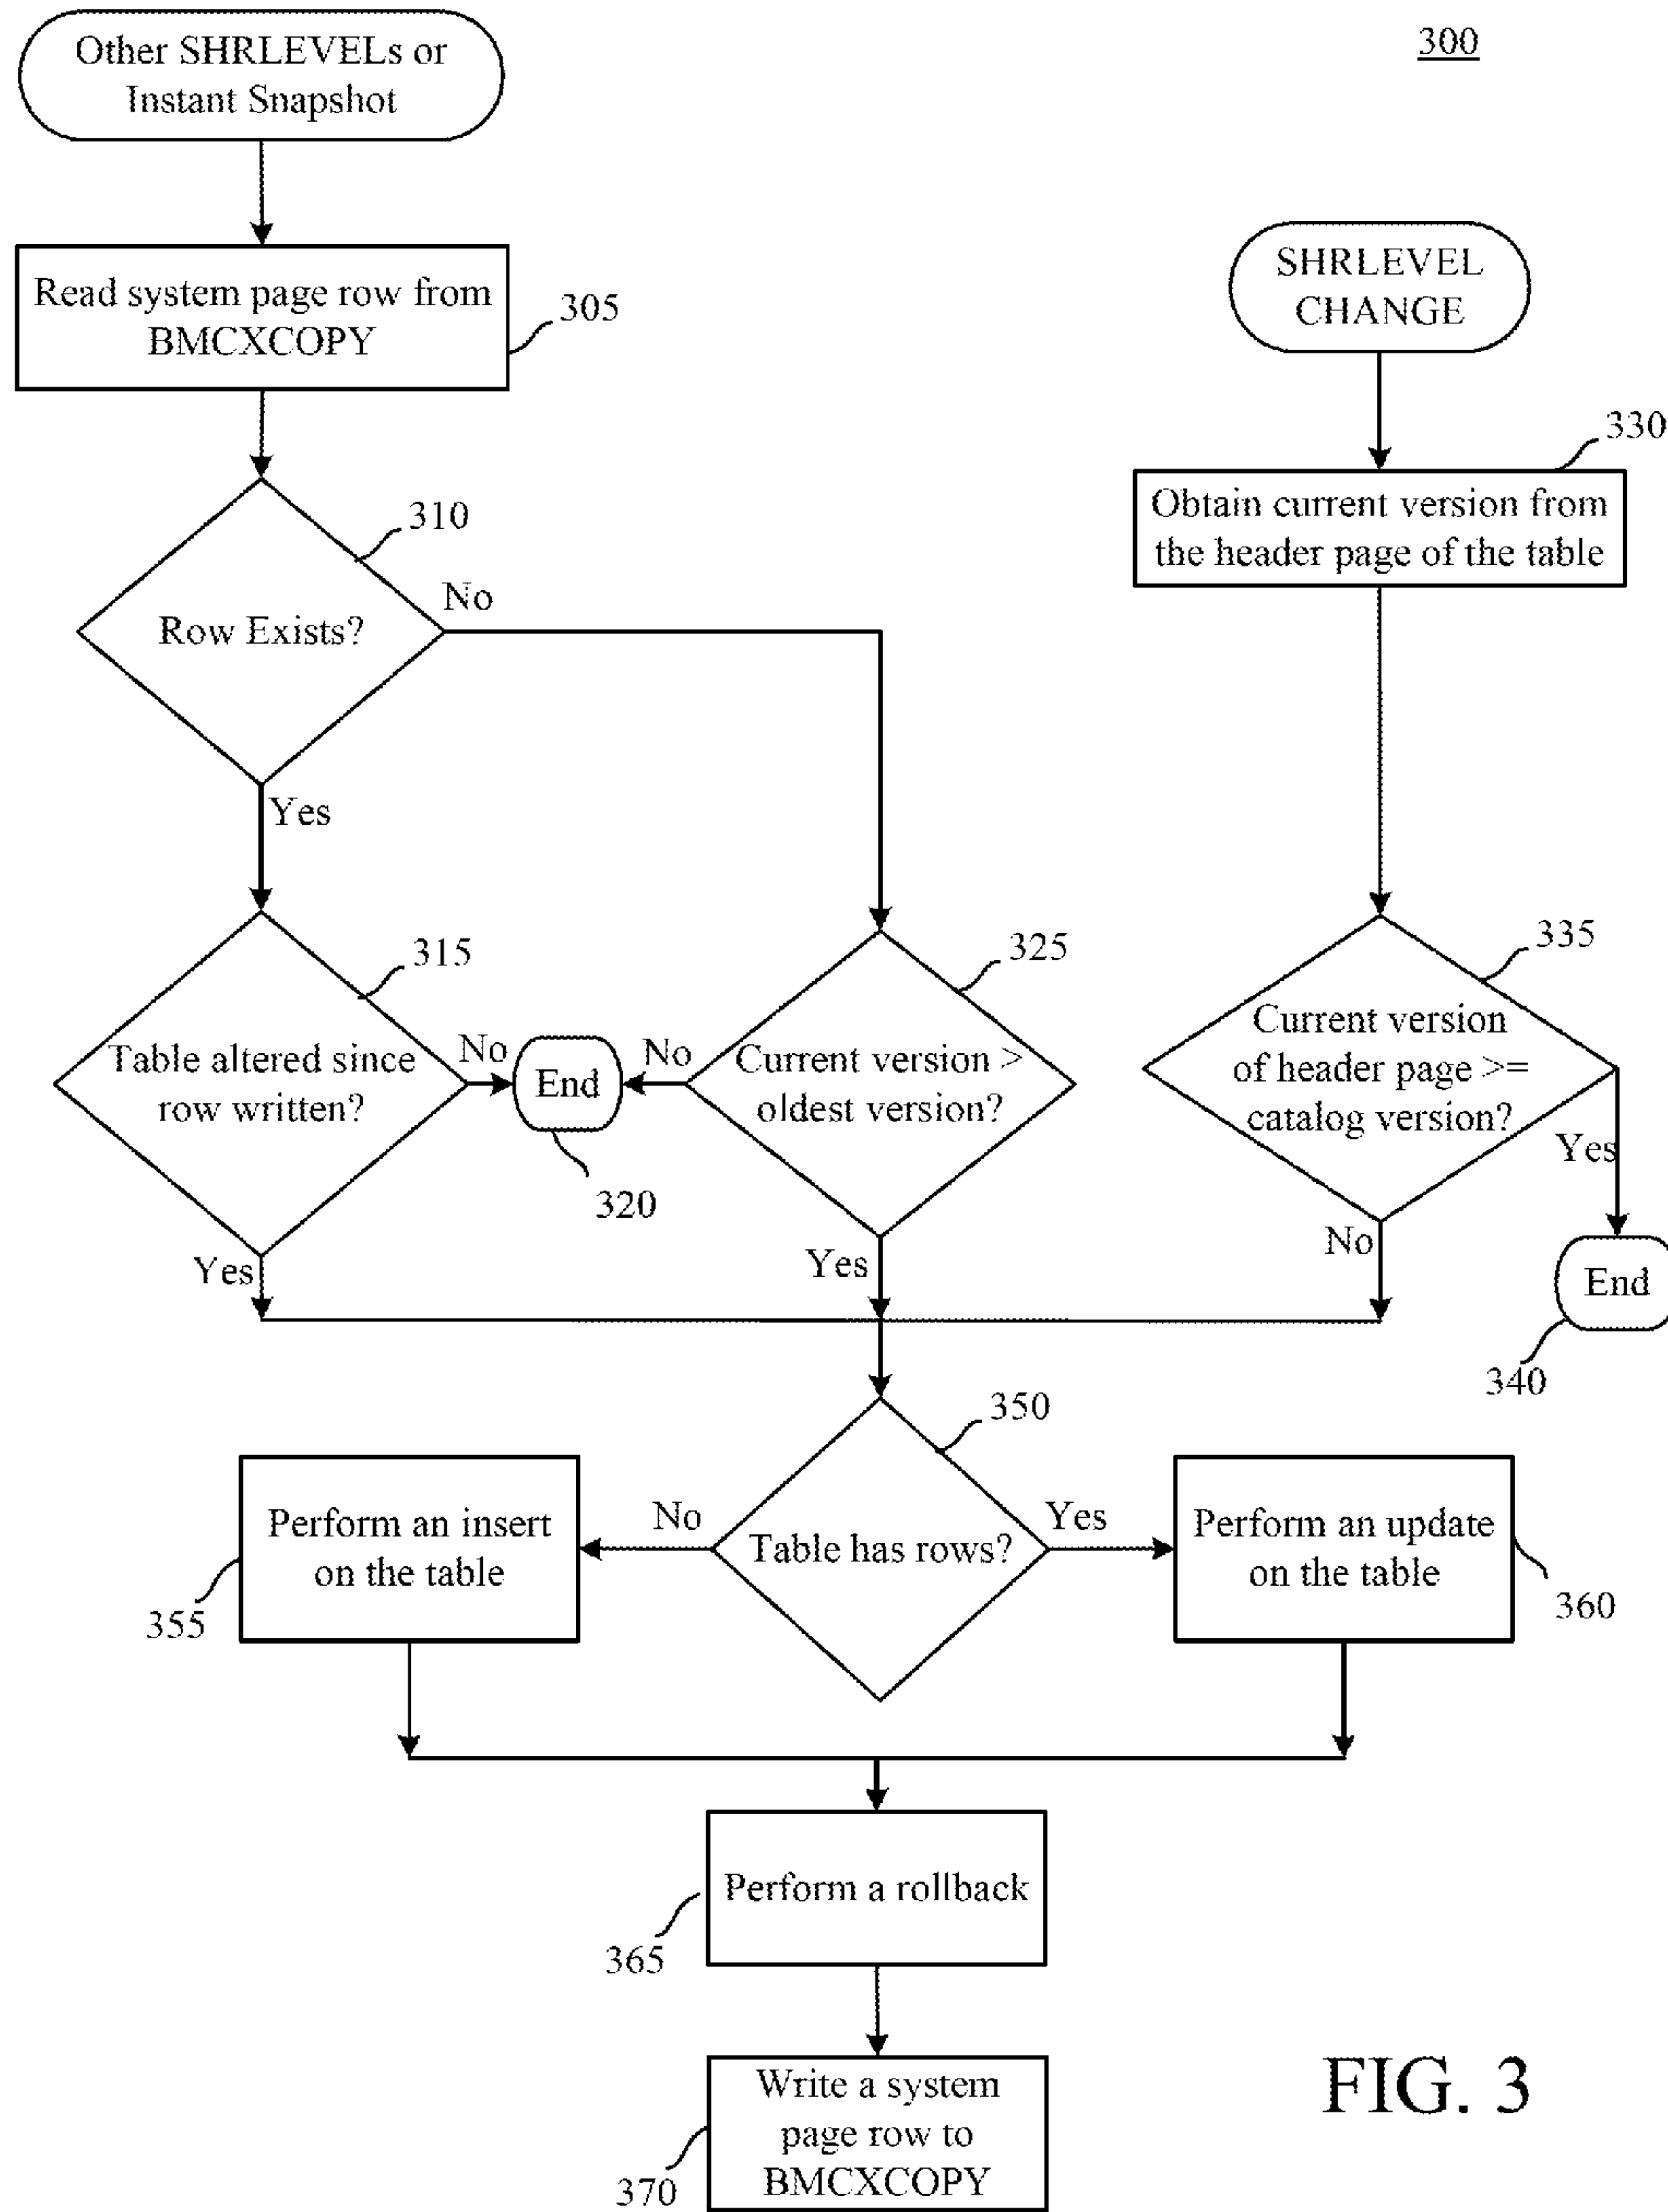 Other SHRLEVELs or
Instant Snapshot
300
Read system page row from
BMCXCOPY
305
SHRLEVEL
CHANGE
330
Obtain current version from
the header page of the table
310
Row Exists?
No
Yes
315
Table altered since
row written?
No
End
320
No
325
Current version >
oldest version?
335
Current version
of header page >=
catalog version?
Yes
Yes
Yes
No
End
340
350
Table has rows?
No
Yes
Perform an insert
on the table
355
Perform an update
on the table
360
Perform a rollback
365
Write a system
page row to
BMCXCOPY
370
FIG. 3